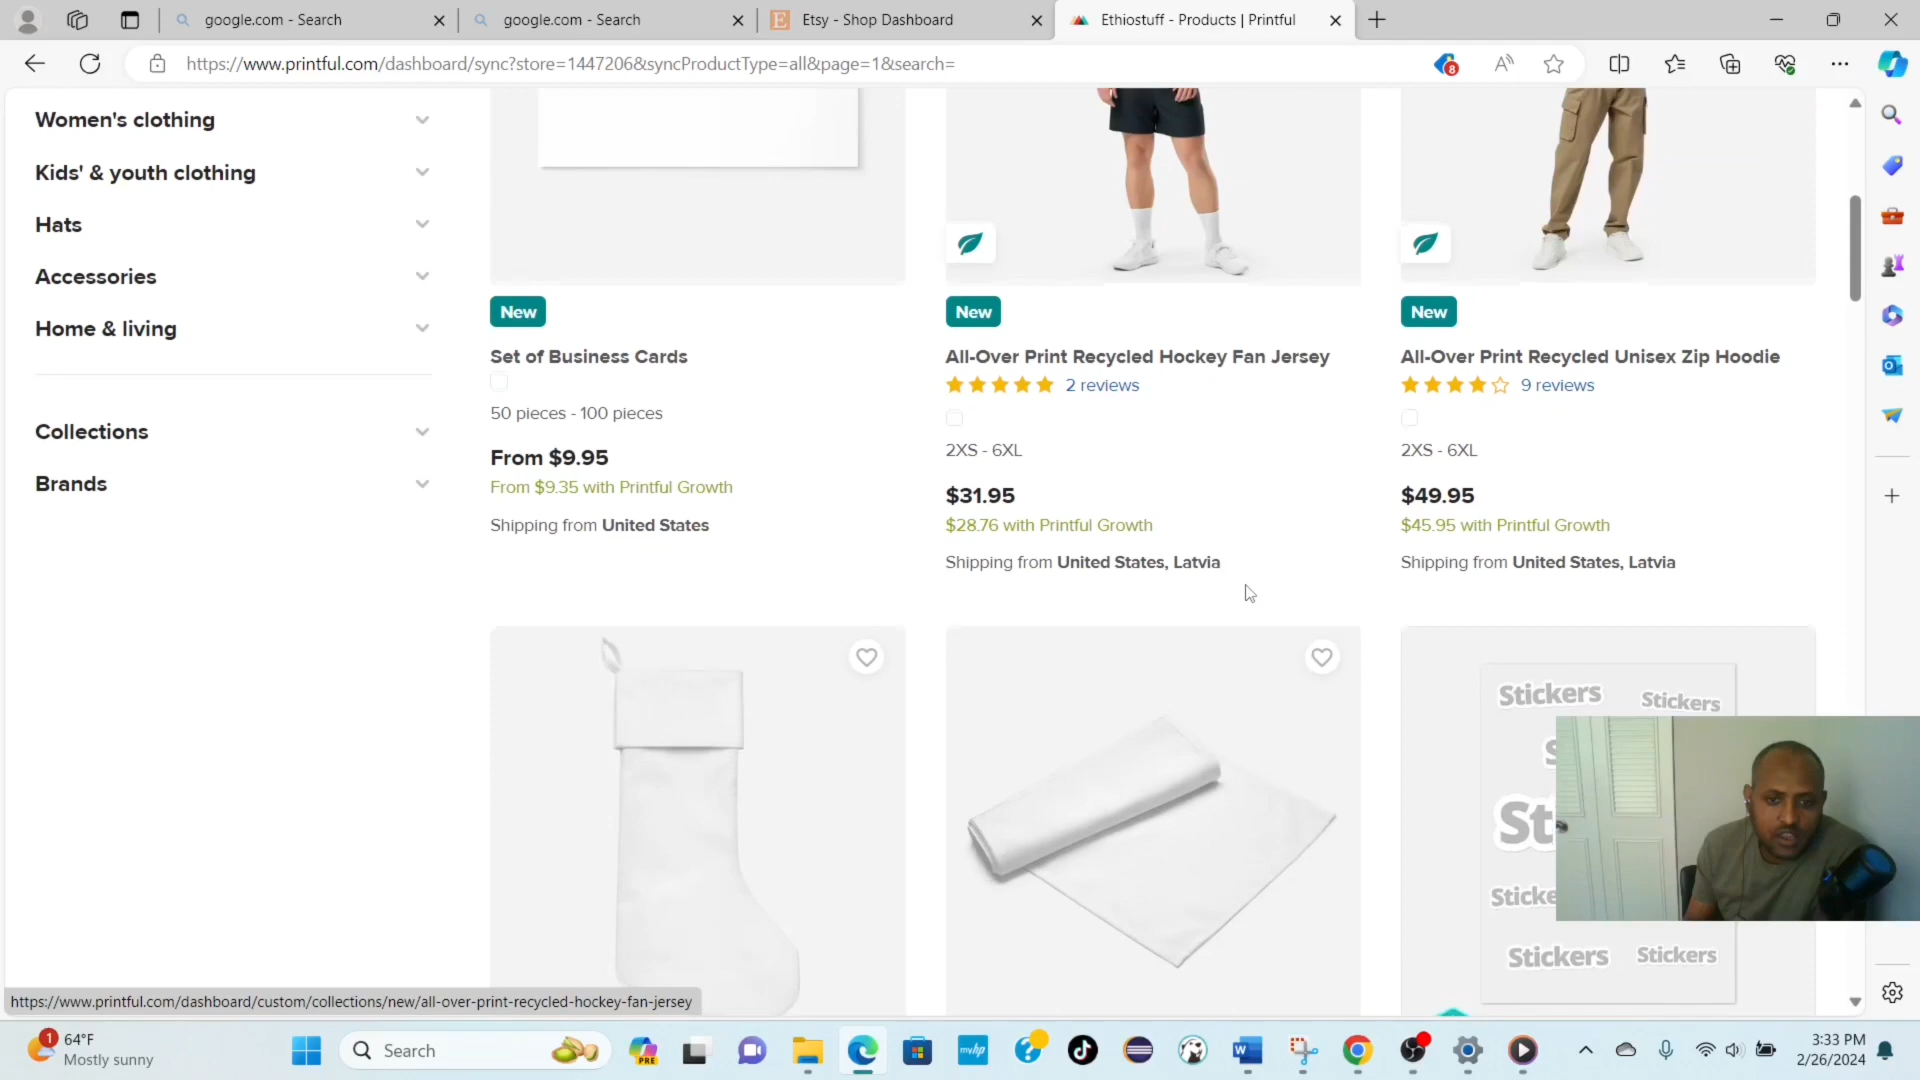 google.com - Search
google.com - Search
Etsy - Shop Dashboard
Ethiostuff - Products | Printful
https://www.printful.com/dashboard/sync?store=1447206&syncProductType=all&page=1&search=
8
Women's clothing
Kids' & youth clothing
Hats
Accessories
Home & living
Collections
Brands
New
Set of Business Cards
50 pieces - 100 pieces
From $9.95
From $9.35 with Printful Growth
Shipping from United States
New
All-Over Print Recycled Hockey Fan Jersey
2 reviews
2XS - 6XL
$31.95
$28.76 with Printful Growth
Shipping from United States, Latvia
New
All-Over Print Recycled Unisex Zip Hoodie
9 reviews
2XS - 6XL
$49.95
$45.95 with Printful Growth
Shipping from United States, Latvia
Stickers Stickers
S
St
Sticke
Stickers Stickers
https://www.printful.com/dashboard/custom/collections/new/all-over-print-recycled-hockey-fan-jersey
1
64°F
Mostly sunny
Search
PRE
myhp
W
3:33 PM
2/26/2024